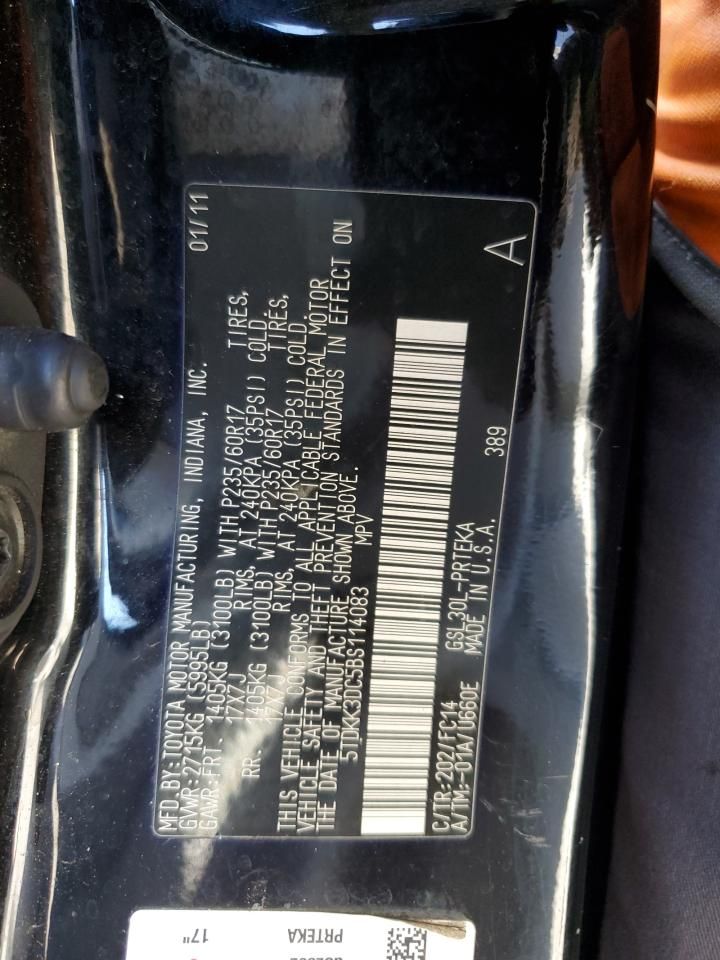 MFD.BY:TOYOTA MOTOR MANUFACTURING, INDIANA, INC. 01/11
GVWR:2715KG (5995LB)
GAWR:FRT. 1405KG (3100LB) WITH P235/60R17 TIRES,
17X7J RIMS, AT 240KPA (35PSI) COLD.
RR. 1405KG (3100LB) WITH P235/60R17 TIRES,
17X7J RIMS, AT 240KPA (35PSI) COLD.
THIS VEHICLE CONFORMS TO ALL APPLICABLE FEDERAL MOTOR
VEHICLE SAFETY AND THEFT PREVENTION STANDARDS IN EFFECT ON
THE DATE OF MANUFACTURE SHOWN ABOVE.
5TDKK3DC5BS114083 MPV
C/TR:202/FC14 GSL30L-PRTEKA 389 A
A/TM:-01A/U660E MADE IN U.S.A.
PRTEKA
17"